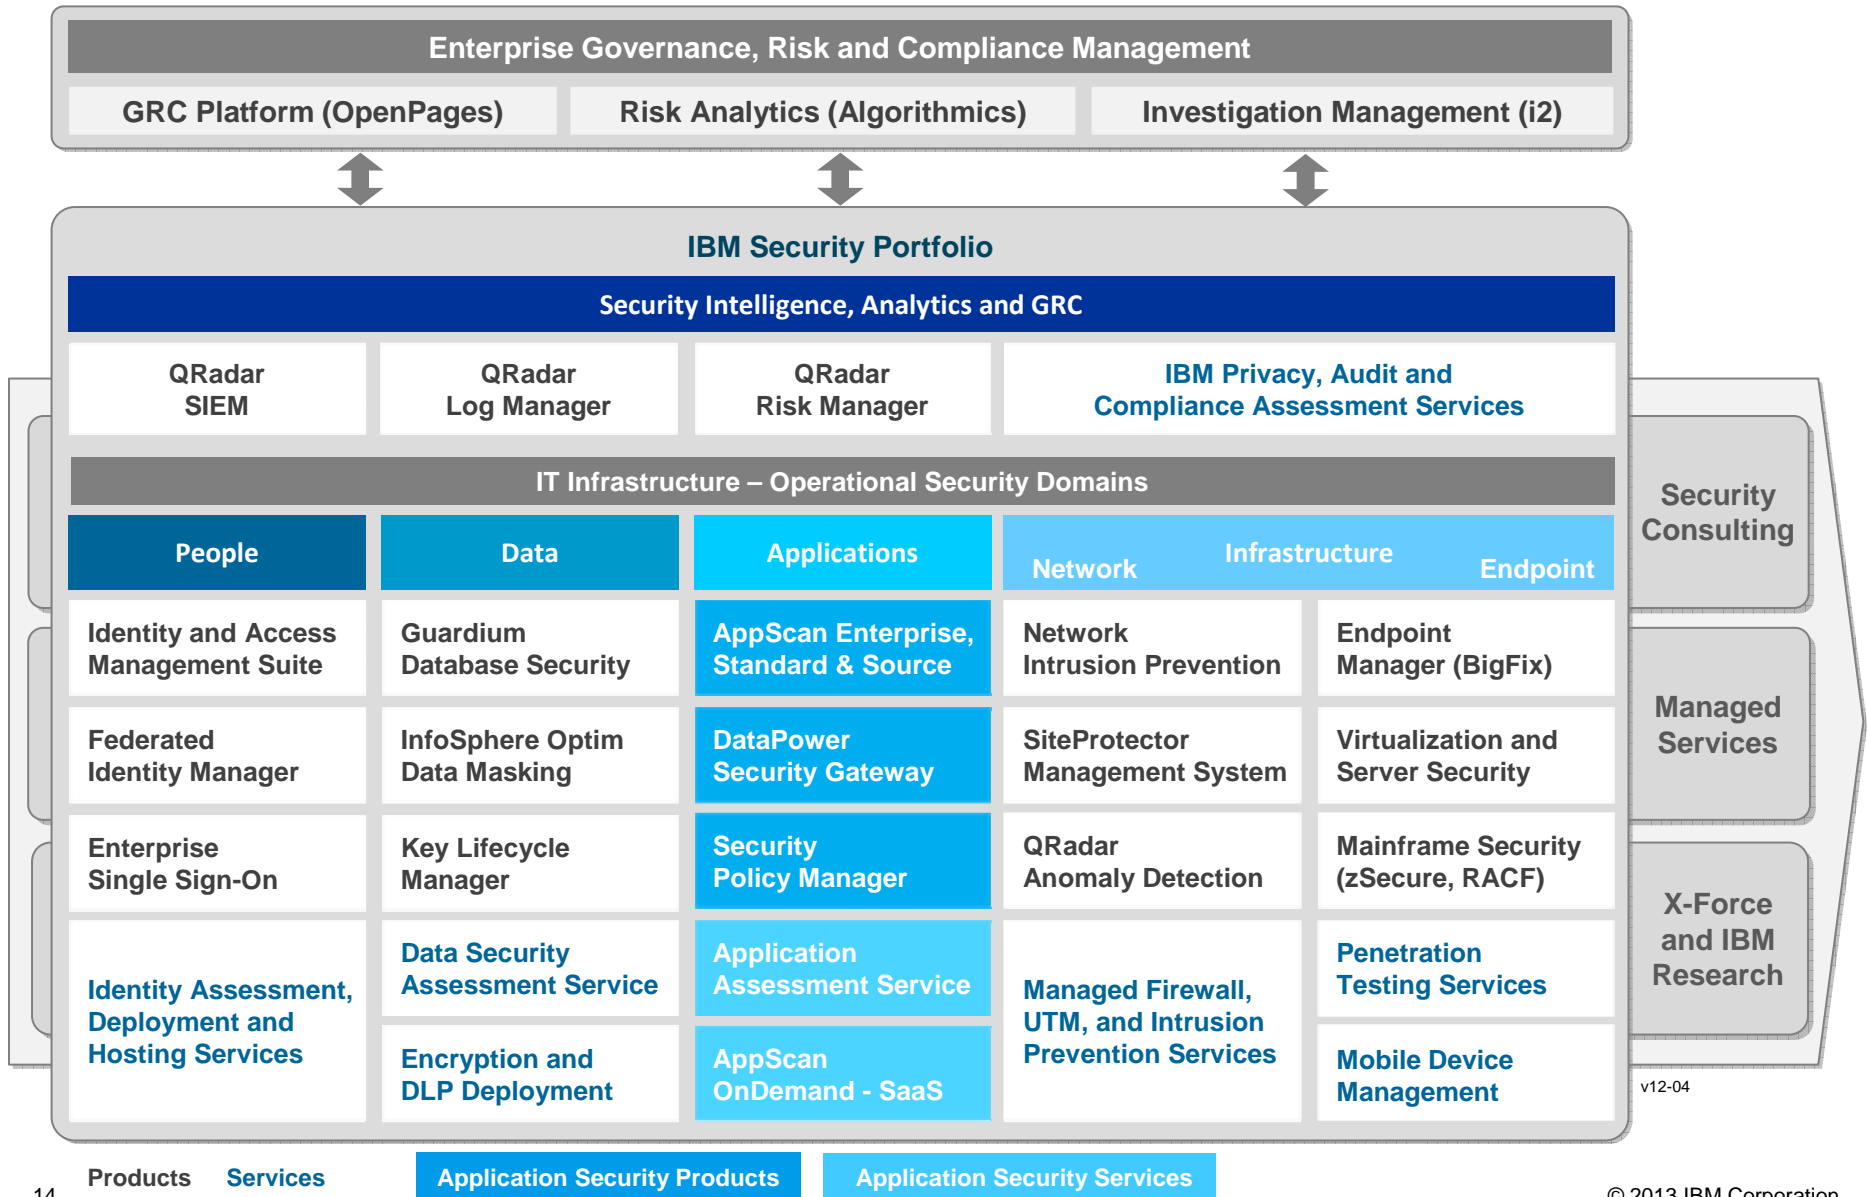 Enterprise Governance, Risk and Compliance Management
GRC Platform (OpenPages)
Risk Analytics (Algorithmics)
Investigation Management (i2)
IBM Security Portfolio
Security Intelligence, Analytics and GRC
QRadar
SIEM
QRadar
Log Manager
QRadar
Risk Manager
IBM Privacy, Audit and
Compliance Assessment Services
IT Infrastructure – Operational Security Domains
People
Data
Applications
Infrastructure
Network
Endpoint
Identity and Access
Management Suite
Guardium
Database Security
AppScan Enterprise,
Standard & Source
Network
Intrusion Prevention
Endpoint
Manager (BigFix)
Federated
Identity Manager
InfoSphere Optim
Data Masking
DataPower
Security Gateway
SiteProtector
Management System
Virtualization and
Server Security
Enterprise
Single Sign-On
Key Lifecycle
Manager
Security
Policy Manager
QRadar
Anomaly Detection
Mainframe Security
(zSecure, RACF)
Identity Assessment,
Deployment and
Hosting Services
Data Security
Assessment Service
Application
Assessment Service
Managed Firewall,
UTM, and Intrusion
Prevention Services
Penetration
Testing Services
Encryption and
DLP Deployment
AppScan
OnDemand - SaaS
Mobile Device
Management
Security
Consulting
Managed
Services
X-Force
and IBM
Research
v12-04
Products
Services
Application Security Products
Application Security Services
14
© 2013 IBM Corporation